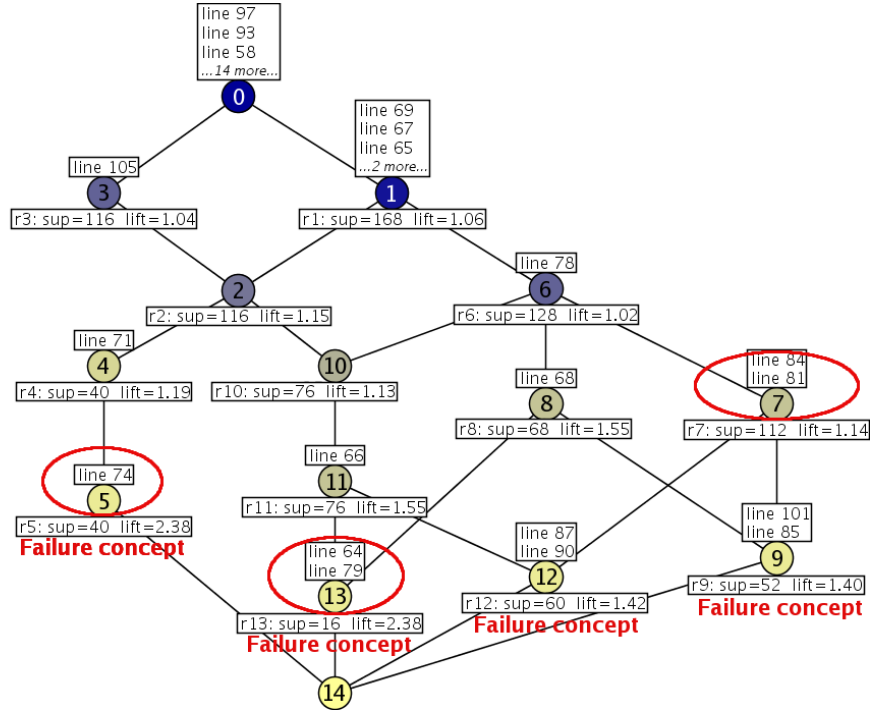 line 97
line 93
line 58
...14 more...
0
line 69
line 67
line 65
...2 more...
line 105
3
1
r3: sup=116 lift=1.04
r1: sup=168 lift=1.06
line 78
2
6
r2: sup=116 lift=1.15
r6: sup=128 lift=1.02
line 71
4
10
line 68
8
line 84
line 81
7
r4: sup=40 lift=1.19
r10: sup=76 lift=1.13
r8: sup=68 lift=1.55
r7: sup=112 lift=1.14
line 74
5
line 66
11
r5: sup=40 lift=2.38
Failure concept
r11: sup=76 lift=1.55
line 64
line 79
13
line 87
line 90
12
line 101
line 85
9
r13: sup=16 lift=2.38
Failure concept
r12: sup=60 lift=1.42
Failure concept
r9: sup=52 lift=1.40
Failure concept
14